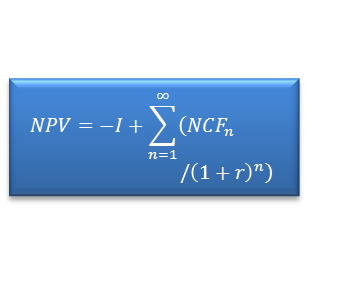 NPV = −I + ∑_{n=1}^{∞} (NCF_n
/(1 + r)^n)